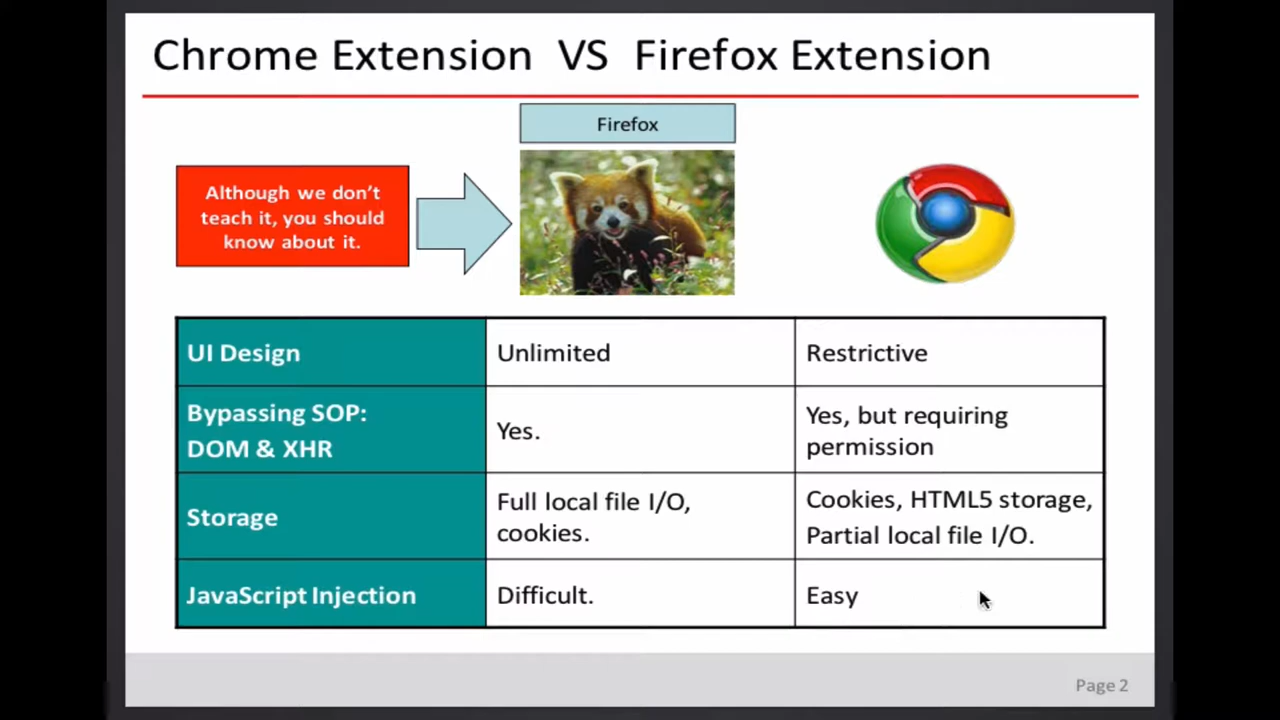 Chrome Extension VS Firefox Extension
Firefox
Although we don't
teach it, you should
know about it.
UI Design
Unlimited
Restrictive
Bypassing SOP:
DOM & XHR
Yes.
Yes, but requiring
permission
Storage
Full local file I/O,
cookies.
Cookies, HTML5 storage,
Partial local file I/O.
JavaScript Injection
Difficult.
Easy
Page 2